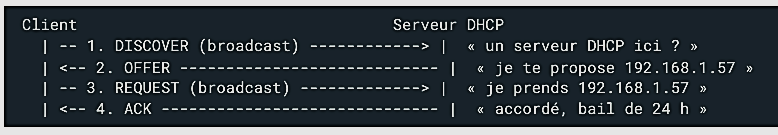 Client                                  Serveur DHCP
| -- 1. DISCOVER (broadcast) ------------> | « un serveur DHCP ici ? »
| <-- 2. OFFER --------------------------- | « je te propose 192.168.1.57 »
| -- 3. REQUEST (broadcast) -------------> | « je prends 192.168.1.57 »
| <-- 4. ACK ----------------------------- | « accordé, bail de 24 h »